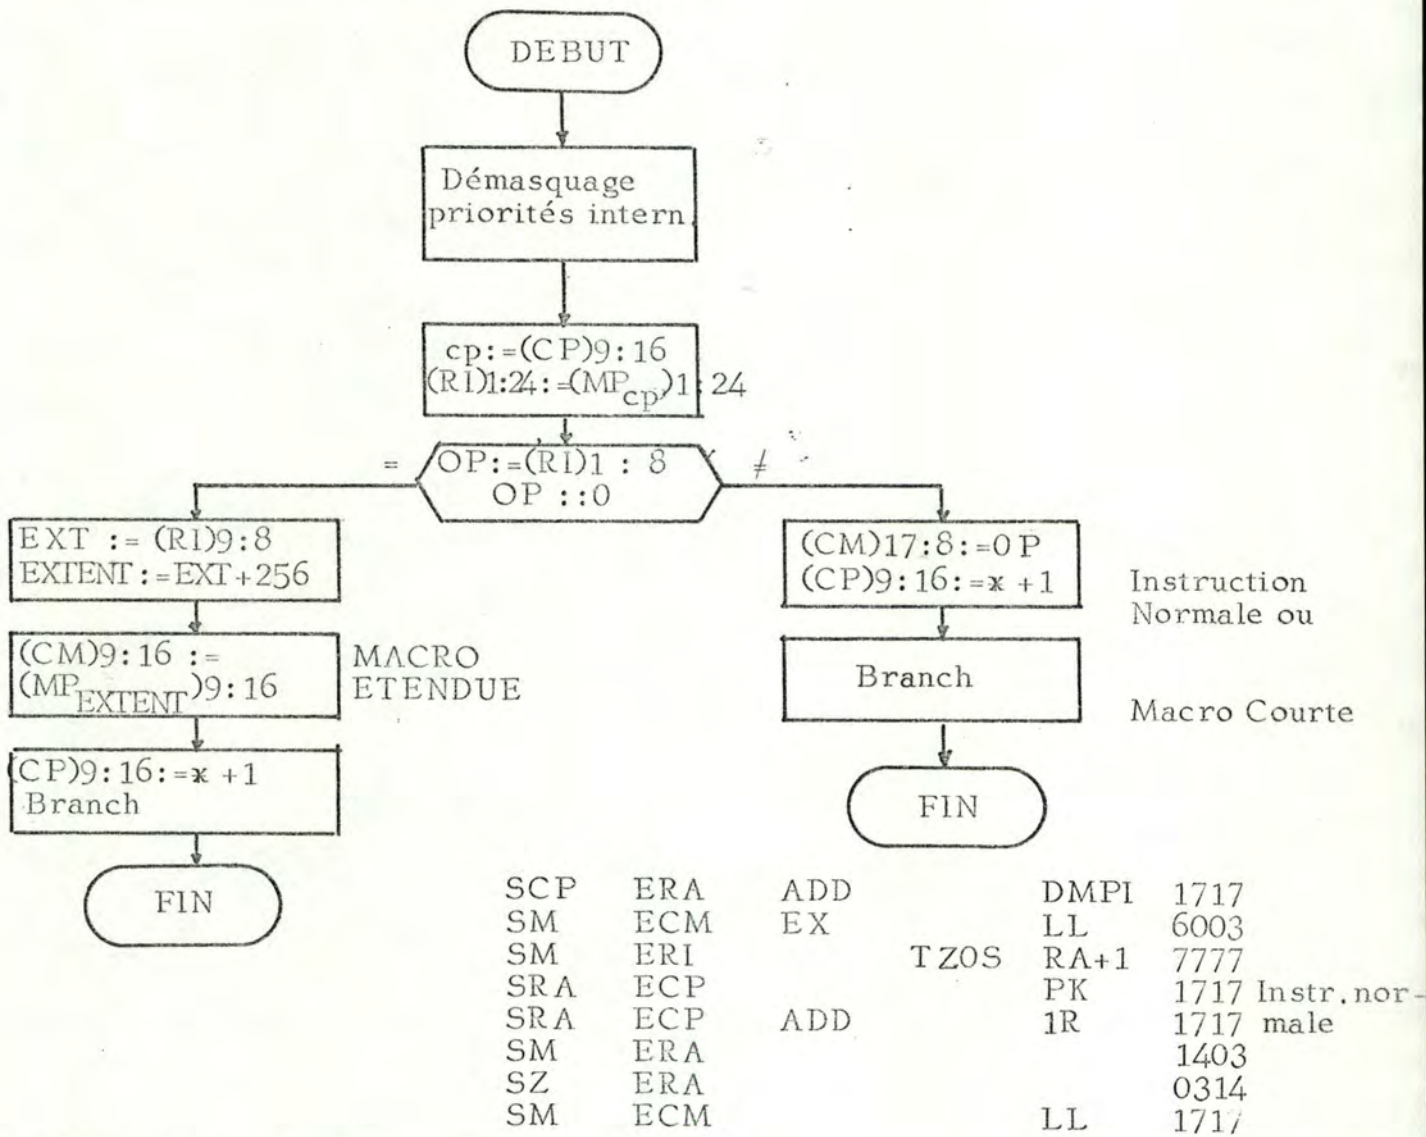 DEBUT
Démasquage
priorités intern.
cp:=(CP)9:16
(RI)1:24:=(MPcp)1:24
= OP:=(RI)1 : 8 ≠
OP ::0
EXT := (RI)9:8
EXTENT:=EXT+256
(CM)9:16 :=
(MPEXTENT)9:16
MACRO
ETENDUE
(CP)9:16:=x +1
Branch
FIN
(CM)17:8:=OP
(CP)9:16:=x +1
Instruction
Normale ou
Branch
Macro Courte
FIN
SCP ERA ADD DMPI 1717
SM ECM EX LL 6003
SM ERI TZOS RA+1 7777
SRA ECP PK 1717 Instr.nor-
SRA ECP ADD 1R 1717 male
SM ERA 1403
SZ ERA 0314
SM ECM LL 1717